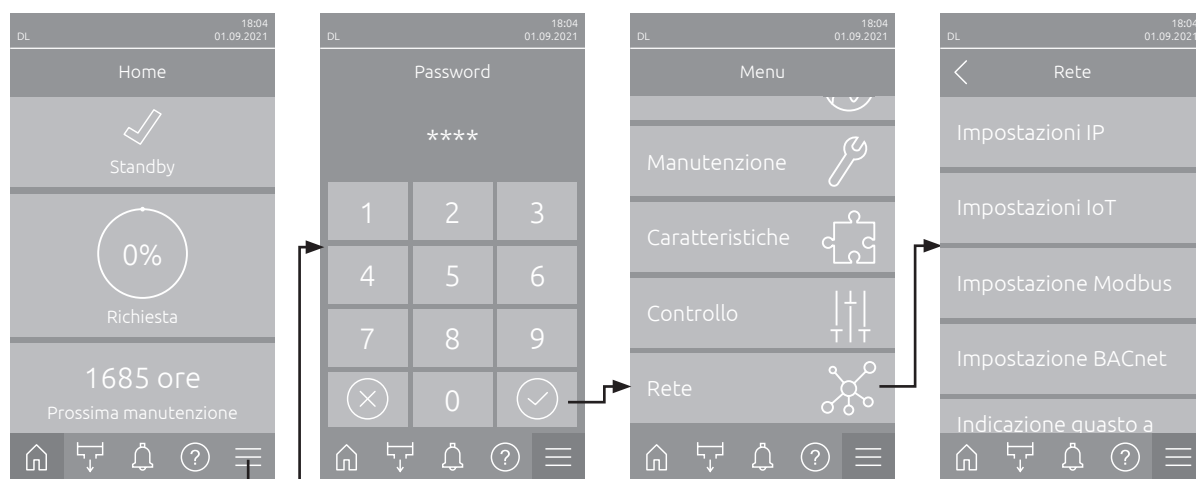 18:04
DL 01.09.2021
Home
Standby
0%
Richiesta
1685 ore
Prossima manutenzione
?
18:04
DL 01.09.2021
Password
****
1 2 3
4 5 6
7 8 9
0
?
18:04
DL 01.09.2021
Menu
Manutenzione
Caratteristiche
Controllo
Rete
?
18:04
DL 01.09.2021
Rete
Impostazioni IP
Impostazioni IoT
Impostazione Modbus
Impostazione BACnet
Indicazione guasto a
?